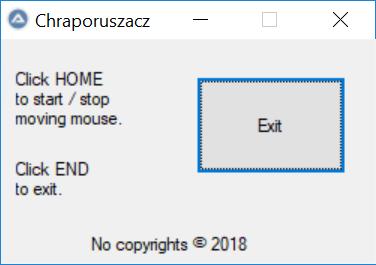 Chraporuszacz
Click HOME
to start / stop
moving mouse.
Exit
Click END
to exit.
No copyrights © 2018